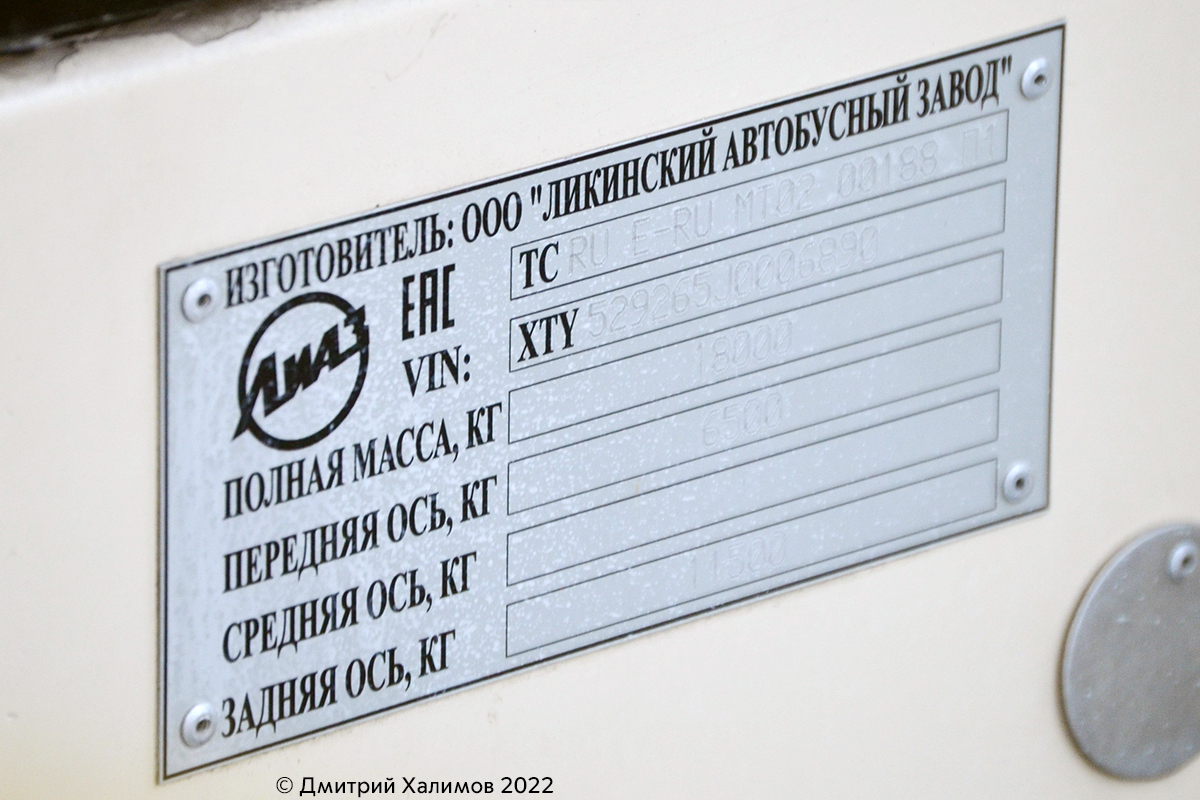 ИЗГОТОВИТЕЛЬ: ООО "ЛИКИНСКИЙ АВТОБУСНЫЙ ЗАВОД"
ЛИАЗ
ЕАС
ТС RU E-RU.МТ02.00188.П1
VIN: XTY 529265J0006890
ПОЛНАЯ МАССА, КГ 18000
ПЕРЕДНЯЯ ОСЬ, КГ 6500
СРЕДНЯЯ ОСЬ, КГ
ЗАДНЯЯ ОСЬ, КГ 11500
© Дмитрий Халимов 2022